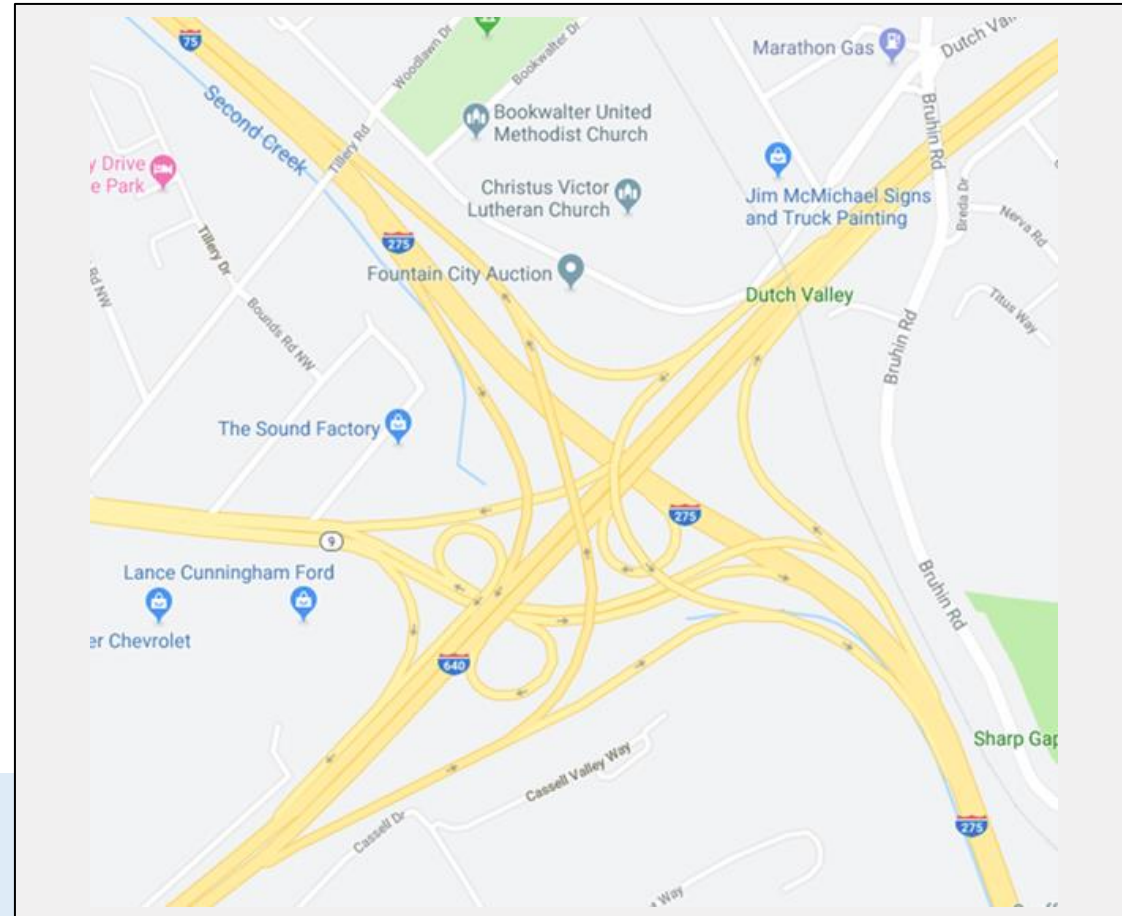 75
Woodlawn Dr
Bookwalter Dr
Marathon Gas
Dutch Val
Second Creek
Tillery Rd
Bookwalter United
Methodist Church
Bruhin Rd
y Drive
e Park
Christus Victor
Lutheran Church
Jim McMichael Signs
and Truck Painting
Breda Dr
Nerva Rd
Tillery Dr
275
Fountain City Auction
Dutch Valley
Rd NW
Bounds Rd NW
Titus Way
Bruhin Rd
The Sound Factory
275
9
Lance Cunningham Ford
er Chevrolet
Bruhin Rd
640
Sharp Gap
Cassell Valley Way
Cassell Dr
275
Way